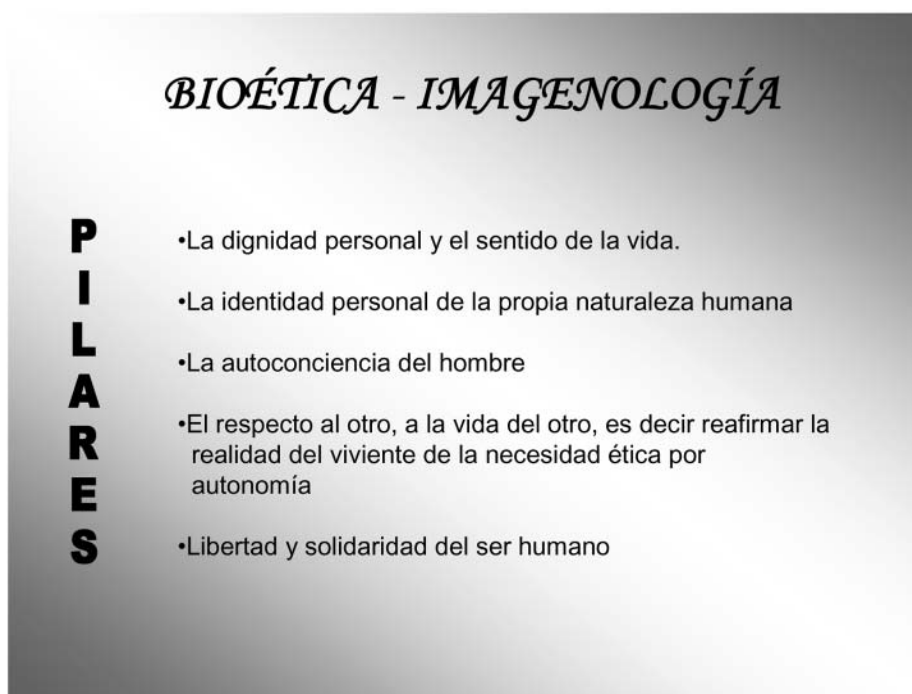 BIOÉTICA - IMAGENOLOGÍA
PILARES
•La dignidad personal y el sentido de la vida.
•La identidad personal de la propia naturaleza humana
•La autoconciencia del hombre
•El respecto al otro, a la vida del otro, es decir reafirmar la
realidad del viviente de la necesidad ética por
autonomía
•Libertad y solidaridad del ser humano